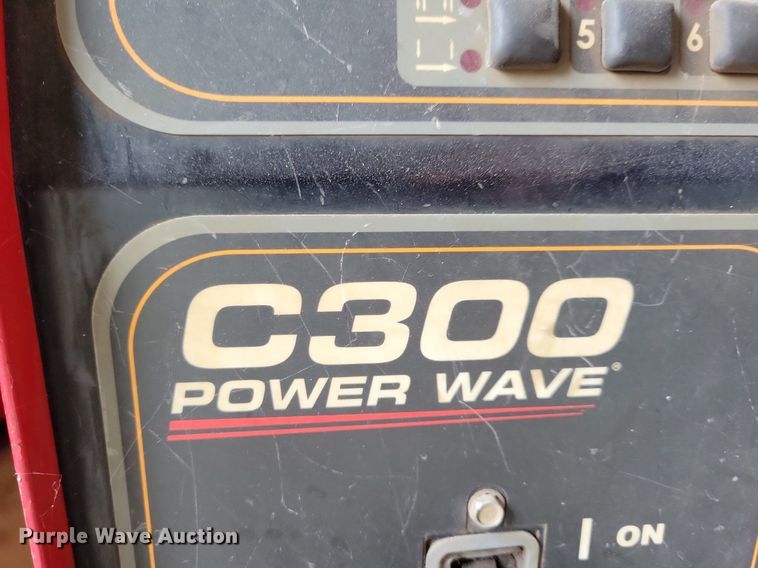 5 6
C300
POWER WAVE®
ON
Purple Wave Auction